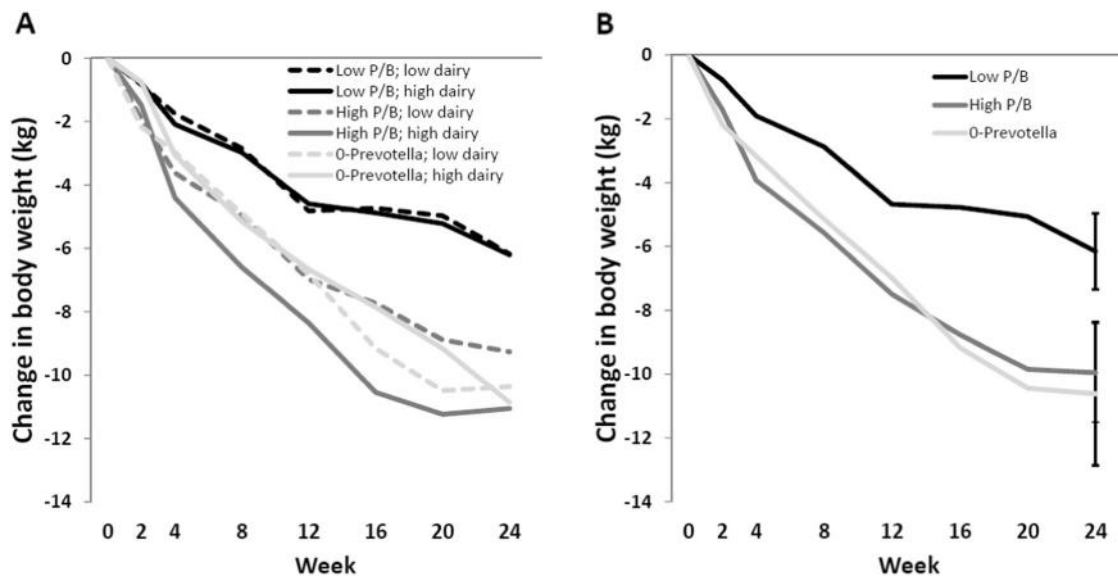 A
Change in body weight (kg)
0
-2
-4
-6
-8
-10
-12
-14
Low P/B; low dairy
Low P/B; high dairy
High P/B; low dairy
High P/B; high dairy
0-Prevotella; low dairy
0-Prevotella; high dairy
0 2 4 8 12 16 20 24
Week
B
Change in body weight (kg)
0
-2
-4
-6
-8
-10
-12
-14
Low P/B
High P/B
0-Prevotella
0 2 4 8 12 16 20 24
Week